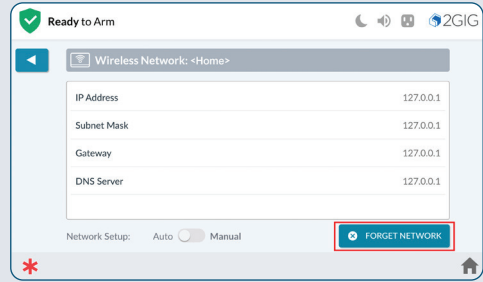 Ready to Arm
2GIG
Wireless Network: <Home>
IP Address 127.0.0.1
Subnet Mask 127.0.0.1
Gateway 127.0.0.1
DNS Server 127.0.0.1
Network Setup: Auto Manual
FORGET NETWORK